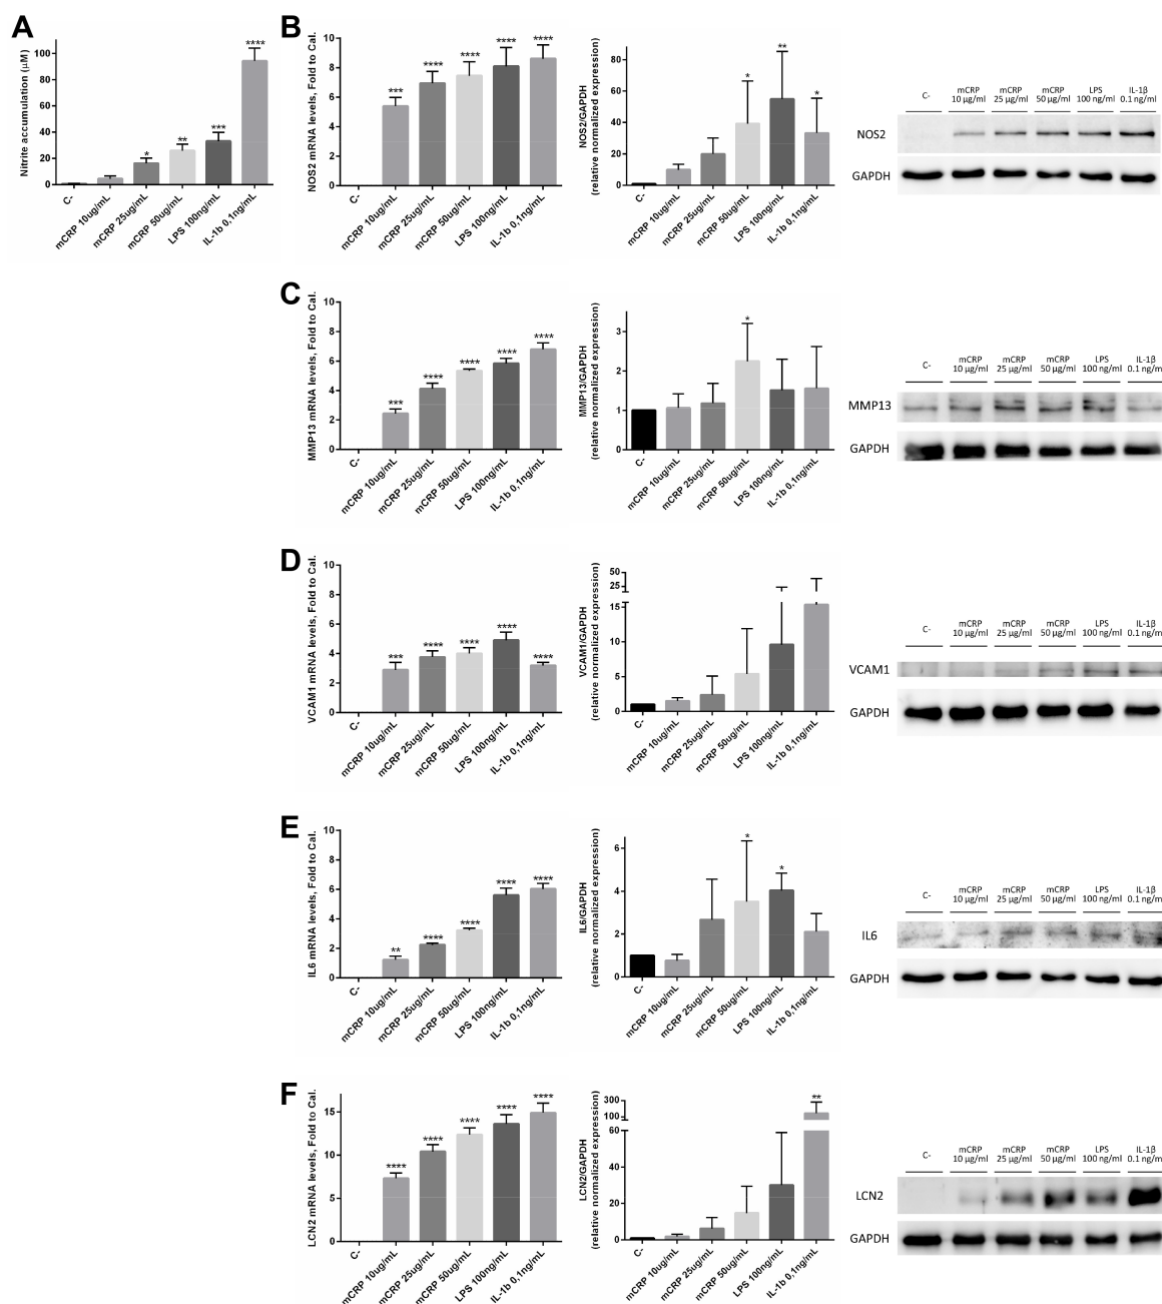 A
Nitrite accumulation (µM)
100
80
60
40
20
0
* ** *** ****
C-
mCRP 10ug/mL
mCRP 25ug/mL
mCRP 50ug/mL
LPS 100ng/mL
IL-1b 0,1ng/mL
B
NOS2 mRNA levels, Fold to Cal.
10
8
6
4
2
0
*** **** **** **** ****
C-
mCRP 10ug/mL
mCRP 25ug/mL
mCRP 50ug/mL
LPS 100ng/mL
IL-1b 0,1ng/mL
NOS2/GAPDH
(relative normalized expression)
100
80
60
40
20
0
* ** *
C-
mCRP 10ug/mL
mCRP 25ug/mL
mCRP 50ug/mL
LPS 100ng/mL
IL-1b 0,1ng/mL
C- mCRP mCRP mCRP LPS IL-1β
10 µg/ml 25 µg/ml 50 µg/ml 100 ng/ml 0.1 ng/ml
NOS2
GAPDH
C
MMP13 mRNA levels, Fold to Cal.
10
8
6
4
2
0
*** **** **** **** ****
C-
mCRP 10ug/mL
mCRP 25ug/mL
mCRP 50ug/mL
LPS 100ng/mL
IL-1b 0,1ng/mL
MMP13/GAPDH
(relative normalized expression)
3
2
1
0
*
C-
mCRP 10ug/mL
mCRP 25ug/mL
mCRP 50ug/mL
LPS 100ng/mL
IL-1b 0,1ng/mL
C- mCRP mCRP mCRP LPS IL-1β
10 µg/ml 25 µg/ml 50 µg/ml 100 ng/ml 0.1 ng/m
MMP13
GAPDH
D
VCAM1 mRNA levels, Fold to Cal.
10
8
6
4
2
0
*** **** **** **** ****
C-
mCRP 10ug/mL
mCRP 25ug/mL
mCRP 50ug/mL
LPS 100ng/mL
IL-1b 0,1ng/mL
VCAM1/GAPDH
(relative normalized expression)
50
25
15
10
5
0
C-
mCRP 10ug/mL
mCRP 25ug/mL
mCRP 50ug/mL
LPS 100ng/mL
IL-1b 0,1ng/mL
C- mCRP mCRP mCRP LPS IL-1β
10 µg/ml 25 µg/ml 50 µg/ml 100 ng/ml 0.1 ng/m
VCAM1
GAPDH
E
IL6 mRNA levels, Fold to Cal.
10
8
6
4
2
0
** **** **** **** ****
C-
mCRP 10ug/mL
mCRP 25ug/mL
mCRP 50ug/mL
LPS 100ng/mL
IL-1b 0,1ng/mL
IL6/GAPDH
(relative normalized expression)
6
4
2
0
* *
C-
mCRP 10ug/mL
mCRP 25ug/mL
mCRP 50ug/mL
LPS 100ng/mL
IL-1b 0,1ng/mL
C- mCRP mCRP mCRP LPS IL-1β
10 µg/ml 25 µg/ml 50 µg/ml 100 ng/ml 0.1 ng/m
IL6
GAPDH
F
LCN2 mRNA levels, Fold to Cal.
15
10
5
0
**** **** **** **** ****
C-
mCRP 10ug/mL
mCRP 25ug/mL
mCRP 50ug/mL
LPS 100ng/mL
IL-1b 0,1ng/mL
LCN2/GAPDH
(relative normalized expression)
300
100
60
40
20
0
**
C-
mCRP 10ug/mL
mCRP 25ug/mL
mCRP 50ug/mL
LPS 100ng/mL
IL-1b 0,1ng/mL
C- mCRP mCRP mCRP LPS IL-1β
10 µg/ml 25 µg/ml 50 µg/ml 100 ng/ml 0.1 ng/m
LCN2
GAPDH